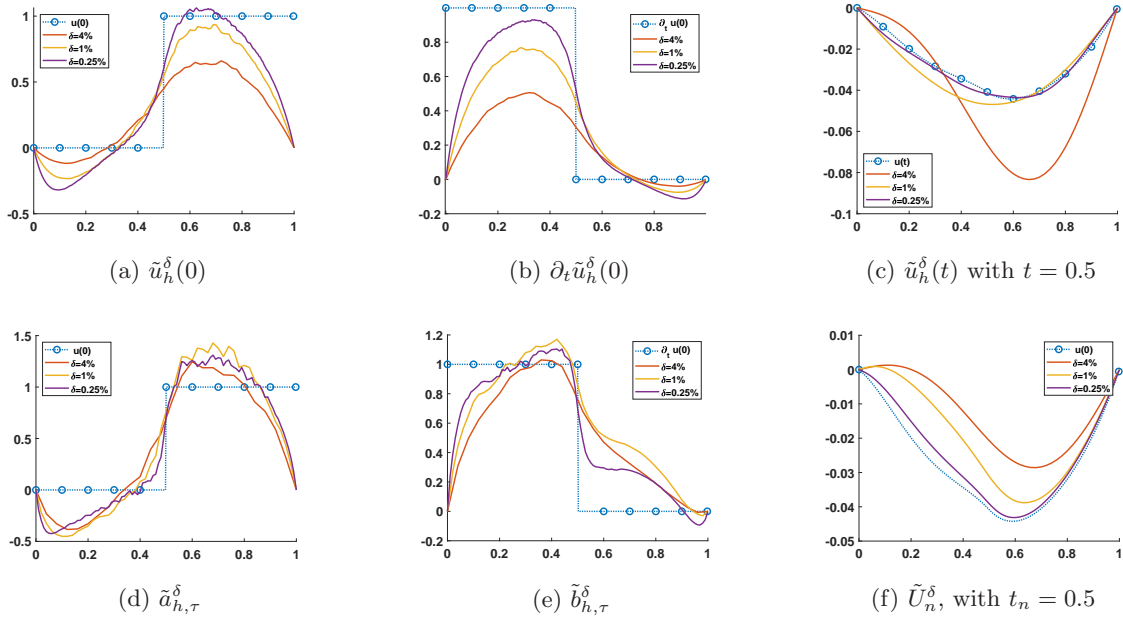 1
0.5
0
-0.5
0 0.2 0.4 0.6 0.8 1
u(0)
δ=4%
δ=1%
δ=0.25%
(a) ũ_h^δ(0)
0.8
0.6
0.4
0.2
0
-0.2
0 0.2 0.4 0.6 0.8
∂_t u(0)
δ=4%
δ=1%
δ=0.25%
(b) ∂_tũ_h^δ(0)
0
-0.02
-0.04
-0.06
-0.08
-0.1
0 0.2 0.4 0.6 0.8 1
u(t)
δ=4%
δ=1%
δ=0.25%
(c) ũ_h^δ(t) with t = 0.5
1.5
1
0.5
0
-0.5
0 0.2 0.4 0.6 0.8 1
u(0)
δ=4%
δ=1%
δ=0.25%
(d) ã_{h,τ}^δ
1.2
1
0.8
0.6
0.4
0.2
0
-0.2
0 0.2 0.4 0.6 0.8 1
∂_t u(0)
δ=4%
δ=1%
δ=0.25%
(e) b̃_{h,τ}^δ
0.01
0
-0.01
-0.02
-0.03
-0.04
-0.05
0 0.2 0.4 0.6 0.8 1
u(0)
δ=4%
δ=1%
δ=0.25%
(f) Ũ_n^δ, with t_n = 0.5